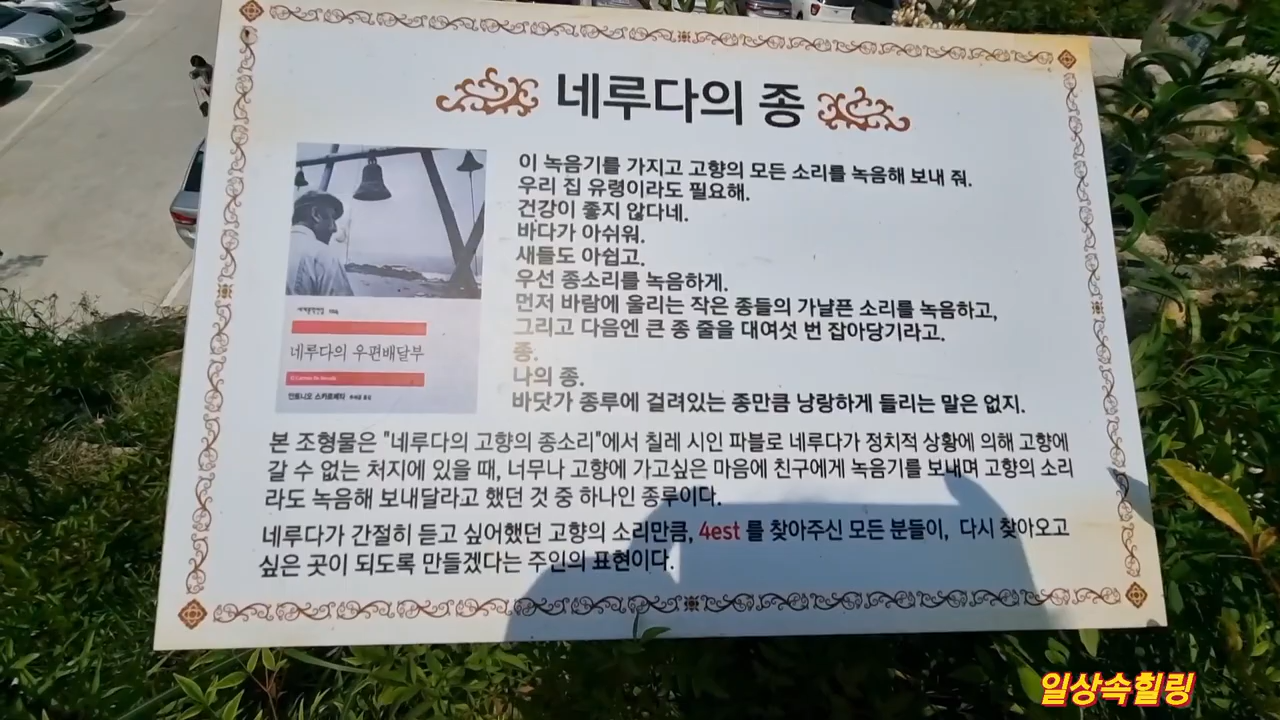 네루다의 종
이 녹음기를 가지고 고향의 모든 소리를 녹음해 보내 줘.
우리 집 유령이라도 필요해.
건강이 좋지 않다네.
바다가 아쉬워.
새들도 아쉽고.
우선 종소리를 녹음하게.
먼저 바람에 울리는 작은 종들의 가냘픈 소리를 녹음하고,
그리고 다음엔 큰 종 줄을 대여섯 번 잡아당기라고.
종.
나의 종.
바닷가 종루에 걸려있는 종만큼 낭랑하게 들리는 말은 없지.
세계문학전집
네루다의 우편배달부
안토니오 스카르메타
본 조형물은 "네루다의 고향의 종소리"에서 칠레 시인 파블로 네루다가 정치적 상황에 의해 고향에
갈 수 없는 처지에 있을 때, 너무나 고향에 가고싶은 마음에 친구에게 녹음기를 보내며 고향의 소리
라도 녹음해 보내달라고 했던 것 중 하나인 종루이다.
네루다가 간절히 듣고 싶어했던 고향의 소리만큼, 4est 를 찾아주신 모든 분들이, 다시 찾아오고
싶은 곳이 되도록 만들겠다는 주인의 표현이다.
일상속힐링